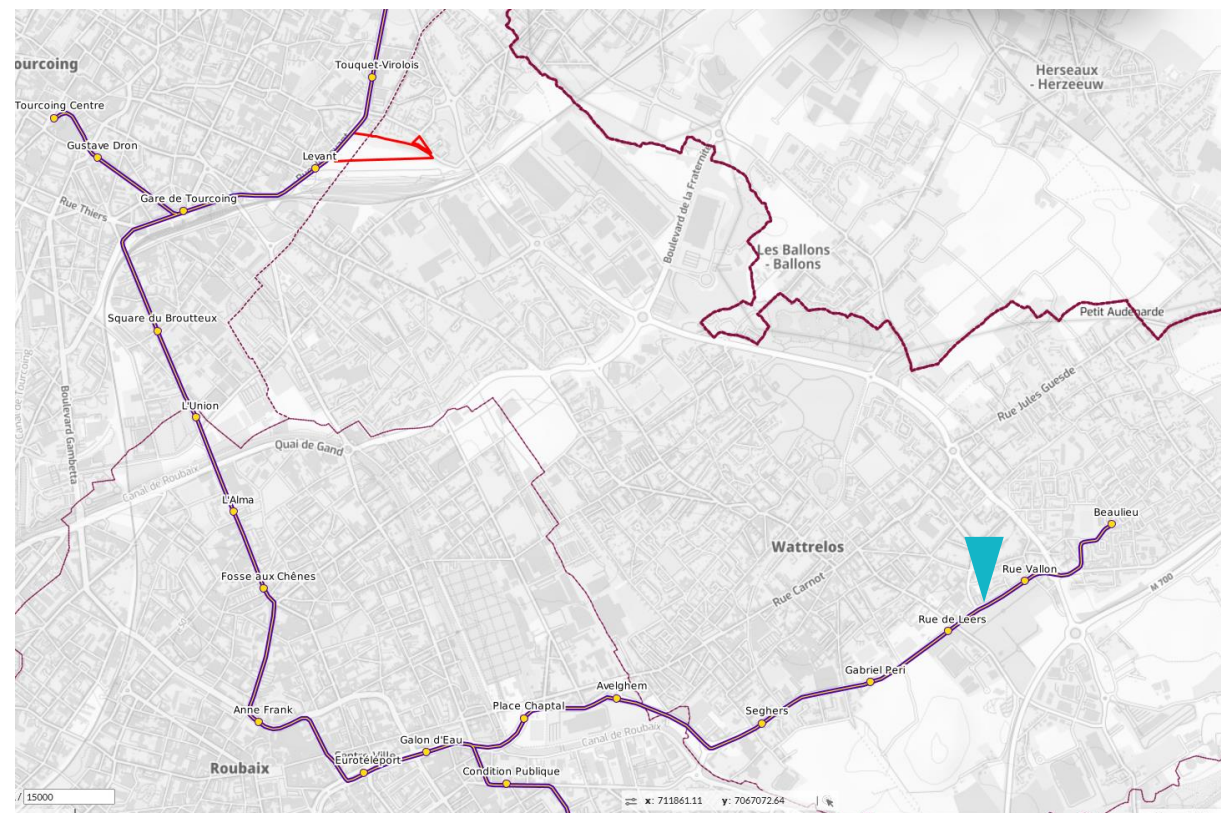 ourcoing
Touquet-Virolois
Herseaux
- Herzeeuw
Tourcoing Centre
Gustave Dron
Levant
Boulevard de la Fraternité
Gare de Tourcoing
Rue Thiers
Les Ballons
- Ballons
Petit Audenarde
Square du Broutteux
Canal de Tourcoing
Rue Jules Guesde
Boulevard Gambetta
L'Union
Quai de Gand
Canal de Roubaix
L'Alma
Beaulieu
Wattrelos
Fosse aux Chênes
Rue Vallon
M 700
Rue Carnot
Rue de Leers
Gabriel Peri
Avelghem
Anne Frank
Place Chaptal
Seghers
Galon d'Eau
Canal de Roubaix
Centre Ville
Eurotéléport
Roubaix
Condition Publique
/ 15000
x: 711861.11 y: 7067072.64